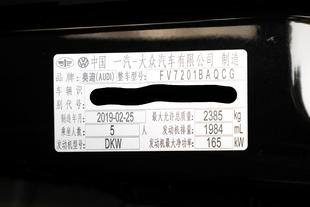 中国 一汽-大众汽车有限公司 制造
品牌 奥迪(AUDI) 整车型号 FV7201BAQCG
车辆识
别代号
制造年月 2019-02-25 最大允许总质量 2385 kg
乘坐人数 5 人 发动机排量 1984 mL
发动机型号 DKW 发动机最大净功率 165 kW